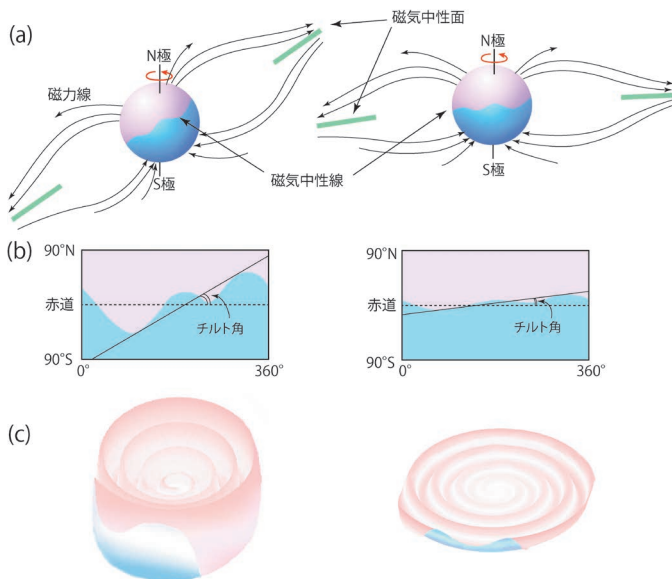 (a)
磁気中性面
N極
N極
磁力線
磁気中性線
S極
S極
(b)
90°N
90°N
赤道
赤道
チルト角
チルト角
90°S
90°S
0°
360°
0°
360°
(c)